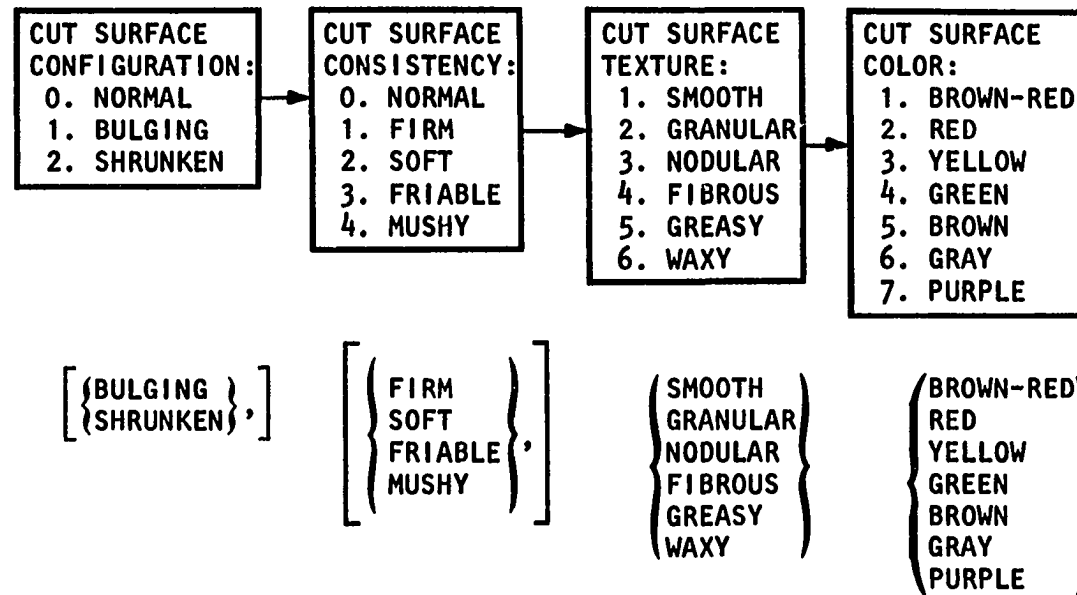 CUT SURFACE
CONFIGURATION:
0. NORMAL
1. BULGING
2. SHRUNKEN
CUT SURFACE
CONSISTENCY:
0. NORMAL
1. FIRM
2. SOFT
3. FRIABLE
4. MUSHY
CUT SURFACE
TEXTURE:
1. SMOOTH
2. GRANULAR
3. NODULAR
4. FIBROUS
5. GREASY
6. WAXY
CUT SURFACE
COLOR:
1. BROWN-RED
2. RED
3. YELLOW
4. GREEN
5. BROWN
6. GRAY
7. PURPLE
[{BULGING
SHRUNKEN},]
[{FIRM
SOFT
FRIABLE
MUSHY},]
{SMOOTH
GRANULAR
NODULAR
FIBROUS
GREASY
WAXY}
{BROWN-RED
RED
YELLOW
GREEN
BROWN
GRAY
PURPLE